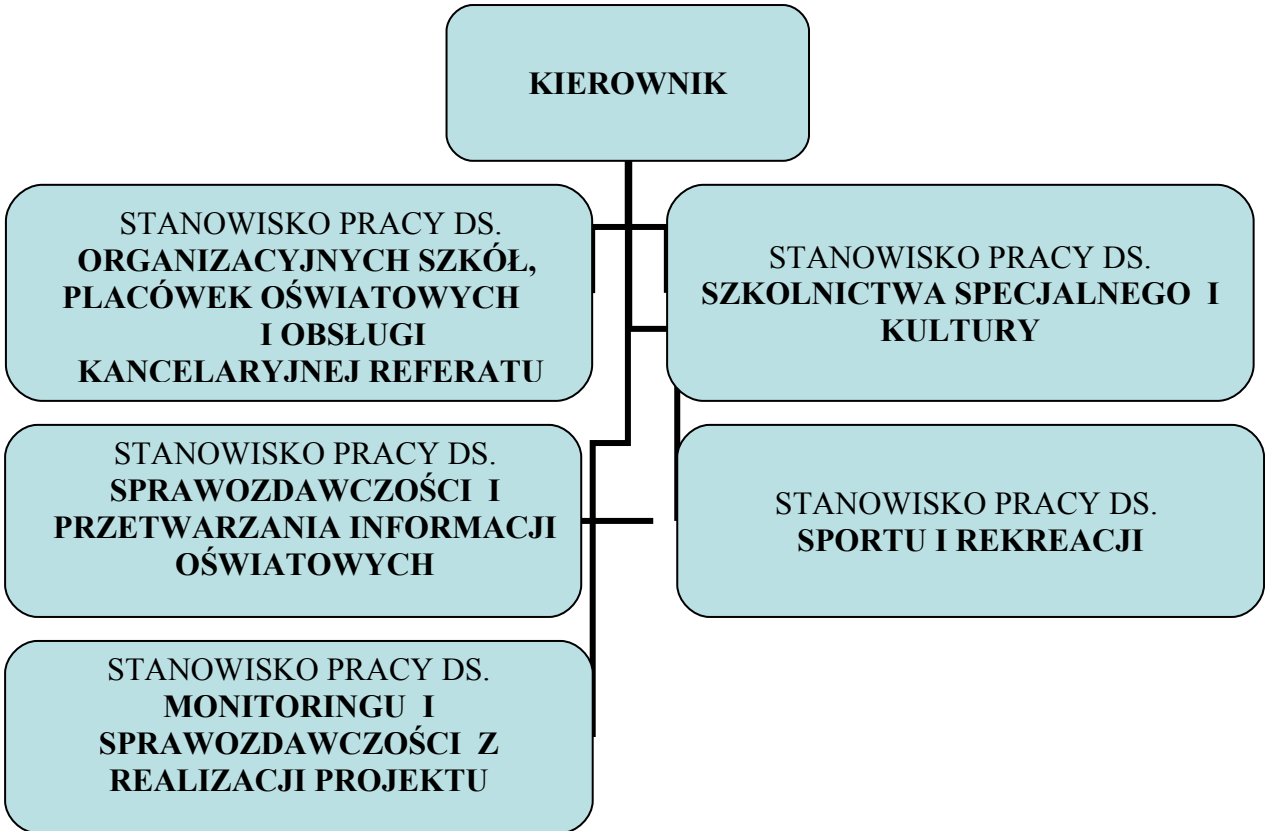 KIEROWNIK
STANOWISKO PRACY DS.
ORGANIZACYJNYCH SZKÓŁ,
PLACÓWEK OŚWIATOWYCH
I OBSŁUGI
KANCELARYJNEJ REFERATU
STANOWISKO PRACY DS.
SZKOLNICTWA SPECJALNEGO I
KULTURY
STANOWISKO PRACY DS.
SPRAWOZDAWCZOŚCI I
PRZETWARZANIA INFORMACJI
OŚWIATOWYCH
STANOWISKO PRACY DS.
SPORTU I REKREACJI
STANOWISKO PRACY DS.
MONITORINGU I
SPRAWOZDAWCZOŚCI Z
REALIZACJI PROJEKTU